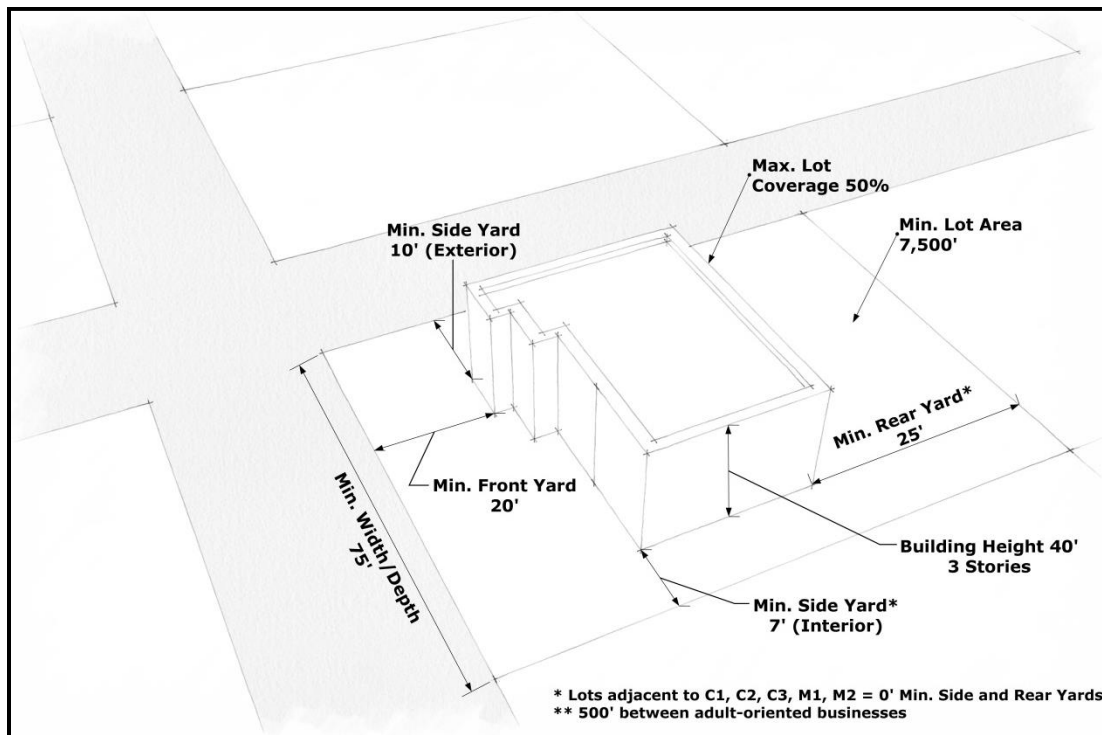 Max. Lot
Coverage 50%
Min. Side Yard
10' (Exterior)
Min. Lot Area
7,500'
Min. Rear Yard*
25'
Min. Front Yard
20'
Min. Width/Depth
75'
Building Height 40'
3 Stories
Min. Side Yard*
7' (Interior)
* Lots adjacent to C1, C2, C3, M1, M2 = 0' Min. Side and Rear Yards
** 500' between adult-oriented businesses